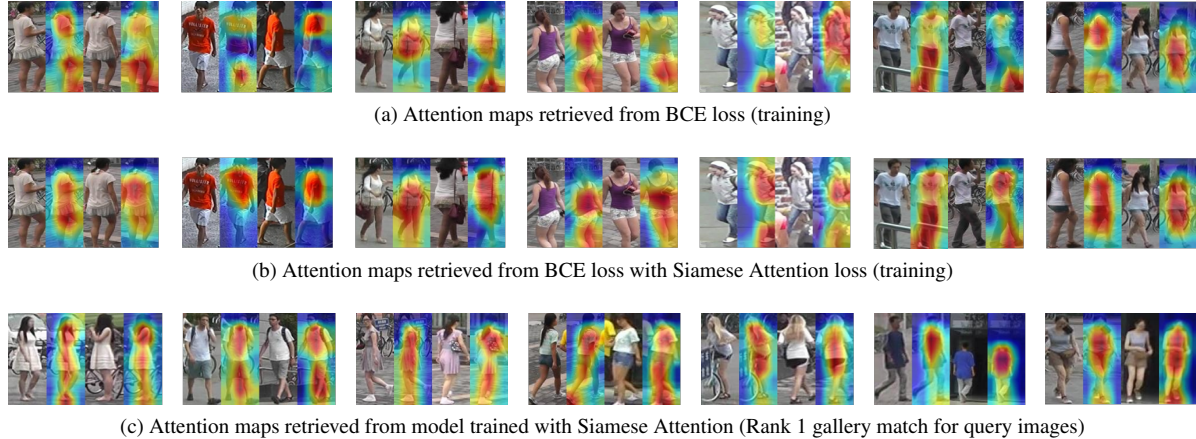 (a) Attention maps retrieved from BCE loss (training)
(b) Attention maps retrieved from BCE loss with Siamese Attention loss (training)
(c) Attention maps retrieved from model trained with Siamese Attention (Rank 1 gallery match for query images)